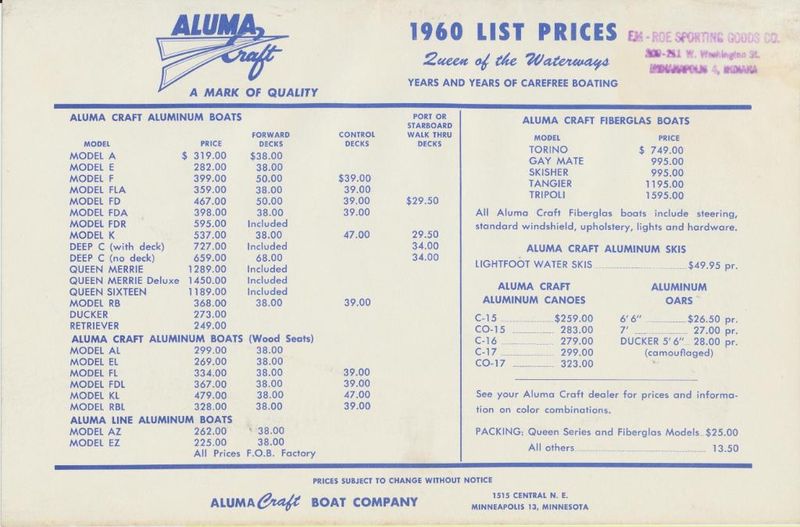 ALUMA Craft
A MARK OF QUALITY
1960 LIST PRICES
Queen of the Waterways
YEARS AND YEARS OF CAREFREE BOATING
EM-ROE SPORTING GOODS CO.
W. Washington St.
INDIANAPOLIS 4, INDIANA
ALUMA CRAFT ALUMINUM BOATS
MODEL PRICE FORWARD DECKS CONTROL DECKS PORT OR STARBOARD WALK THRU DECKS
MODEL A $ 319.00 $38.00
MODEL E 282.00 38.00
MODEL F 399.00 50.00 $39.00
MODEL FLA 359.00 38.00 39.00
MODEL FD 467.00 50.00 39.00 $29.50
MODEL FDA 398.00 38.00 39.00
MODEL FDR 595.00 Included
MODEL K 537.00 38.00 47.00 29.50
DEEP C (with deck) 727.00 Included 34.00
DEEP C (no deck) 659.00 68.00 34.00
QUEEN MERRIE 1289.00 Included
QUEEN MERRIE Deluxe 1450.00 Included
QUEEN SIXTEEN 1189.00 Included
MODEL RB 368.00 38.00 39.00
DUCKER 273.00
RETRIEVER 249.00
ALUMA CRAFT ALUMINUM BOATS (Wood Seats)
MODEL AL 299.00 38.00
MODEL EL 269.00 38.00
MODEL FL 334.00 38.00 39.00
MODEL FDL 367.00 38.00 39.00
MODEL KL 479.00 38.00 47.00
MODEL RBL 328.00 38.00 39.00
ALUMA LINE ALUMINUM BOATS
MODEL AZ 262.00 38.00
MODEL EZ 225.00 38.00
All Prices F.O.B. Factory
ALUMA CRAFT FIBERGLAS BOATS
MODEL PRICE
TORINO $ 749.00
GAY MATE 995.00
SKISHER 995.00
TANGIER 1195.00
TRIPOLI 1595.00
All Aluma Craft Fiberglas boats include steering,
standard windshield, upholstery, lights and hardware.
ALUMA CRAFT ALUMINUM SKIS
LIGHTFOOT WATER SKIS $49.95 pr.
ALUMA CRAFT
ALUMINUM CANOES
C-15 $259.00
CO-15 283.00
C-16 279.00
C-17 299.00
CO-17 323.00
ALUMINUM
OARS
6'6" $26.50 pr.
7' 27.00 pr.
DUCKER 5'6" 28.00 pr.
(camouflaged)
See your Aluma Craft dealer for prices and informa-
tion on color combinations.
PACKING: Queen Series and Fiberglas Models $25.00
All others 13.50
PRICES SUBJECT TO CHANGE WITHOUT NOTICE
ALUMA Craft BOAT COMPANY
1515 CENTRAL N. E.
MINNEAPOLIS 13, MINNESOTA